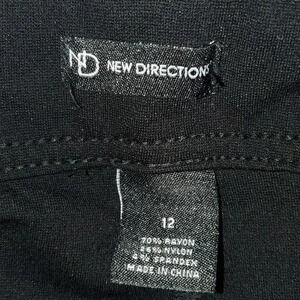 ND NEW DIRECTIONS
12
70% RAYON
26% NYLON
4% SPANDEX
MADE IN CHINA